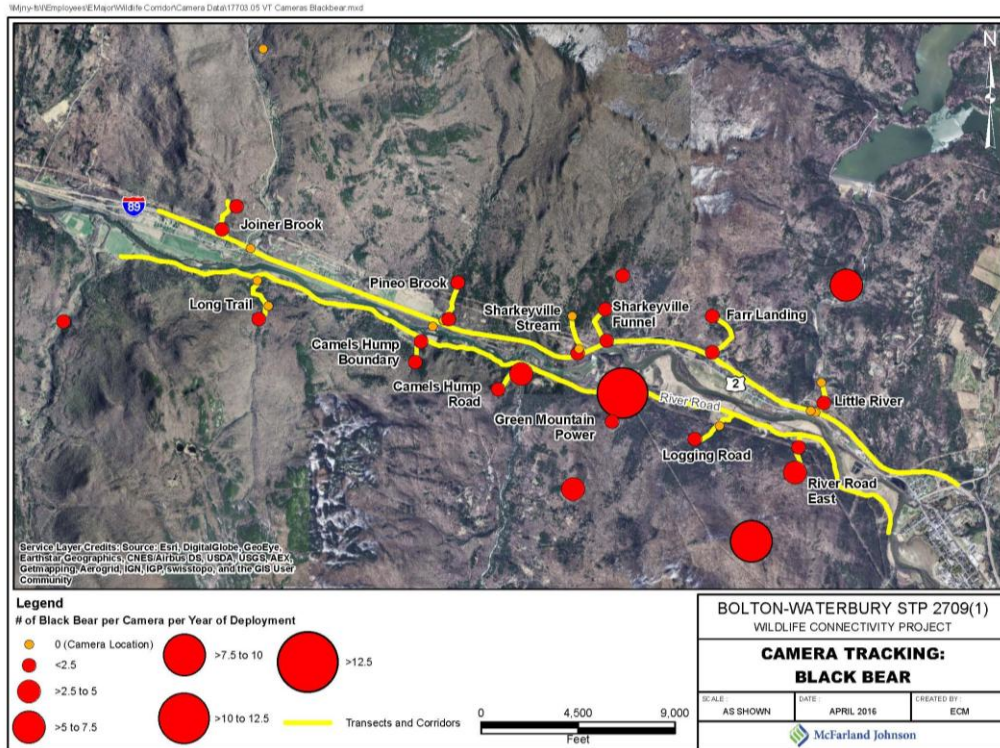 \\Mjny-fs\I\Employees\EMajor\Wildlife Corridor\Camera Data\17703.05 VT Cameras Blackbear.mxd
N
89
Joiner Brook
Pineo Brook
Long Trail
Sharkeyville
Stream
Sharkeyville
Funnel
Farr Landing
Camels Hump
Boundary
Camels Hump
Road
2
River Road
Little River
Green Mountain
Power
Logging Road
River Road
East
Service Layer Credits: Source: Esri, DigitalGlobe, GeoEye,
Earthstar Geographics, CNES/Airbus DS, USDA, USGS, AEX,
Getmapping, Aerogrid, IGN, IGP, swisstopo, and the GIS User
Community
Legend
# of Black Bear per Camera per Year of Deployment
0 (Camera Location)
<2.5
>2.5 to 5
>5 to 7.5
>7.5 to 10
>10 to 12.5
>12.5
Transects and Corridors
0 4,500 9,000
Feet
BOLTON-WATERBURY STP 2709(1)
WILDLIFE CONNECTIVITY PROJECT
CAMERA TRACKING:
BLACK BEAR
SCALE : DATE : CREATED BY :
AS SHOWN APRIL 2016 ECM
McFarland Johnson